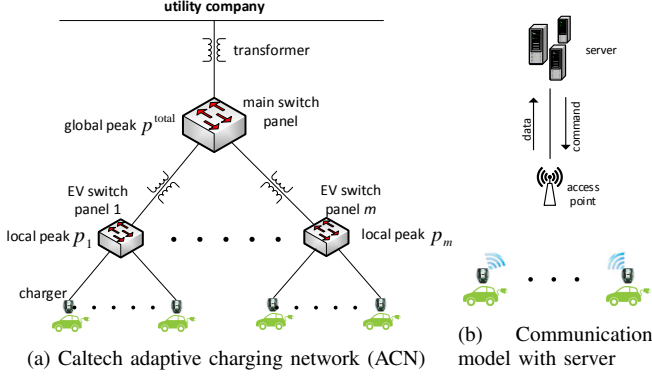 utility company
transformer
main switch
panel
global peak p^total
EV switch
panel 1
EV switch
panel m
local peak p_1
local peak p_m
charger
(a) Caltech adaptive charging network (ACN)
server
data
command
access
point
(b) Communication
model with server